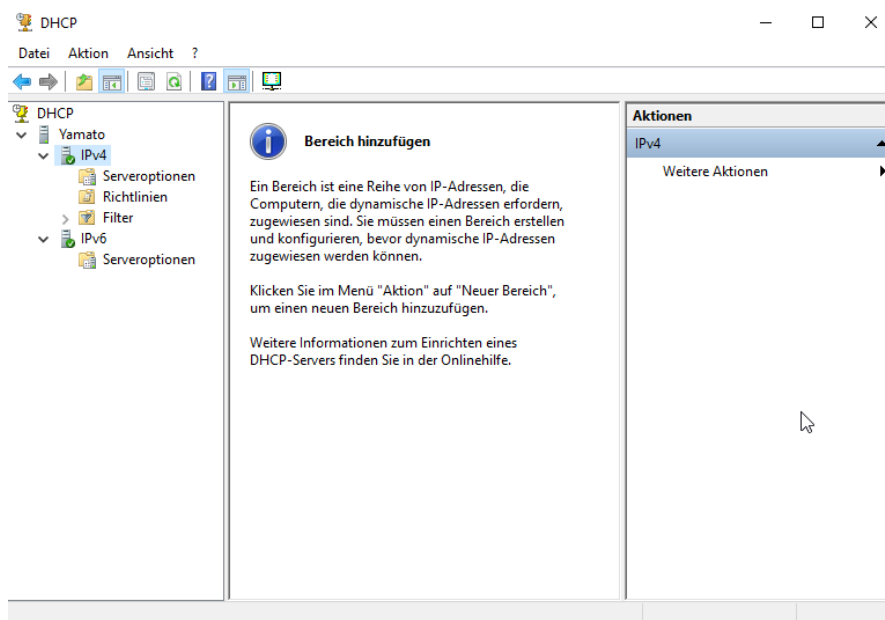 DHCP
Datei Aktion Ansicht ?
DHCP
Yamato
IPv4
Serveroptionen
Richtlinien
Filter
IPv6
Serveroptionen
Bereich hinzufügen
Ein Bereich ist eine Reihe von IP-Adressen, die
Computern, die dynamische IP-Adressen erfordern,
zugewiesen sind. Sie müssen einen Bereich erstellen
und konfigurieren, bevor dynamische IP-Adressen
zugewiesen werden können.
Klicken Sie im Menü "Aktion" auf "Neuer Bereich",
um einen neuen Bereich hinzuzufügen.
Weitere Informationen zum Einrichten eines
DHCP-Servers finden Sie in der Onlinehilfe.
Aktionen
IPv4
Weitere Aktionen